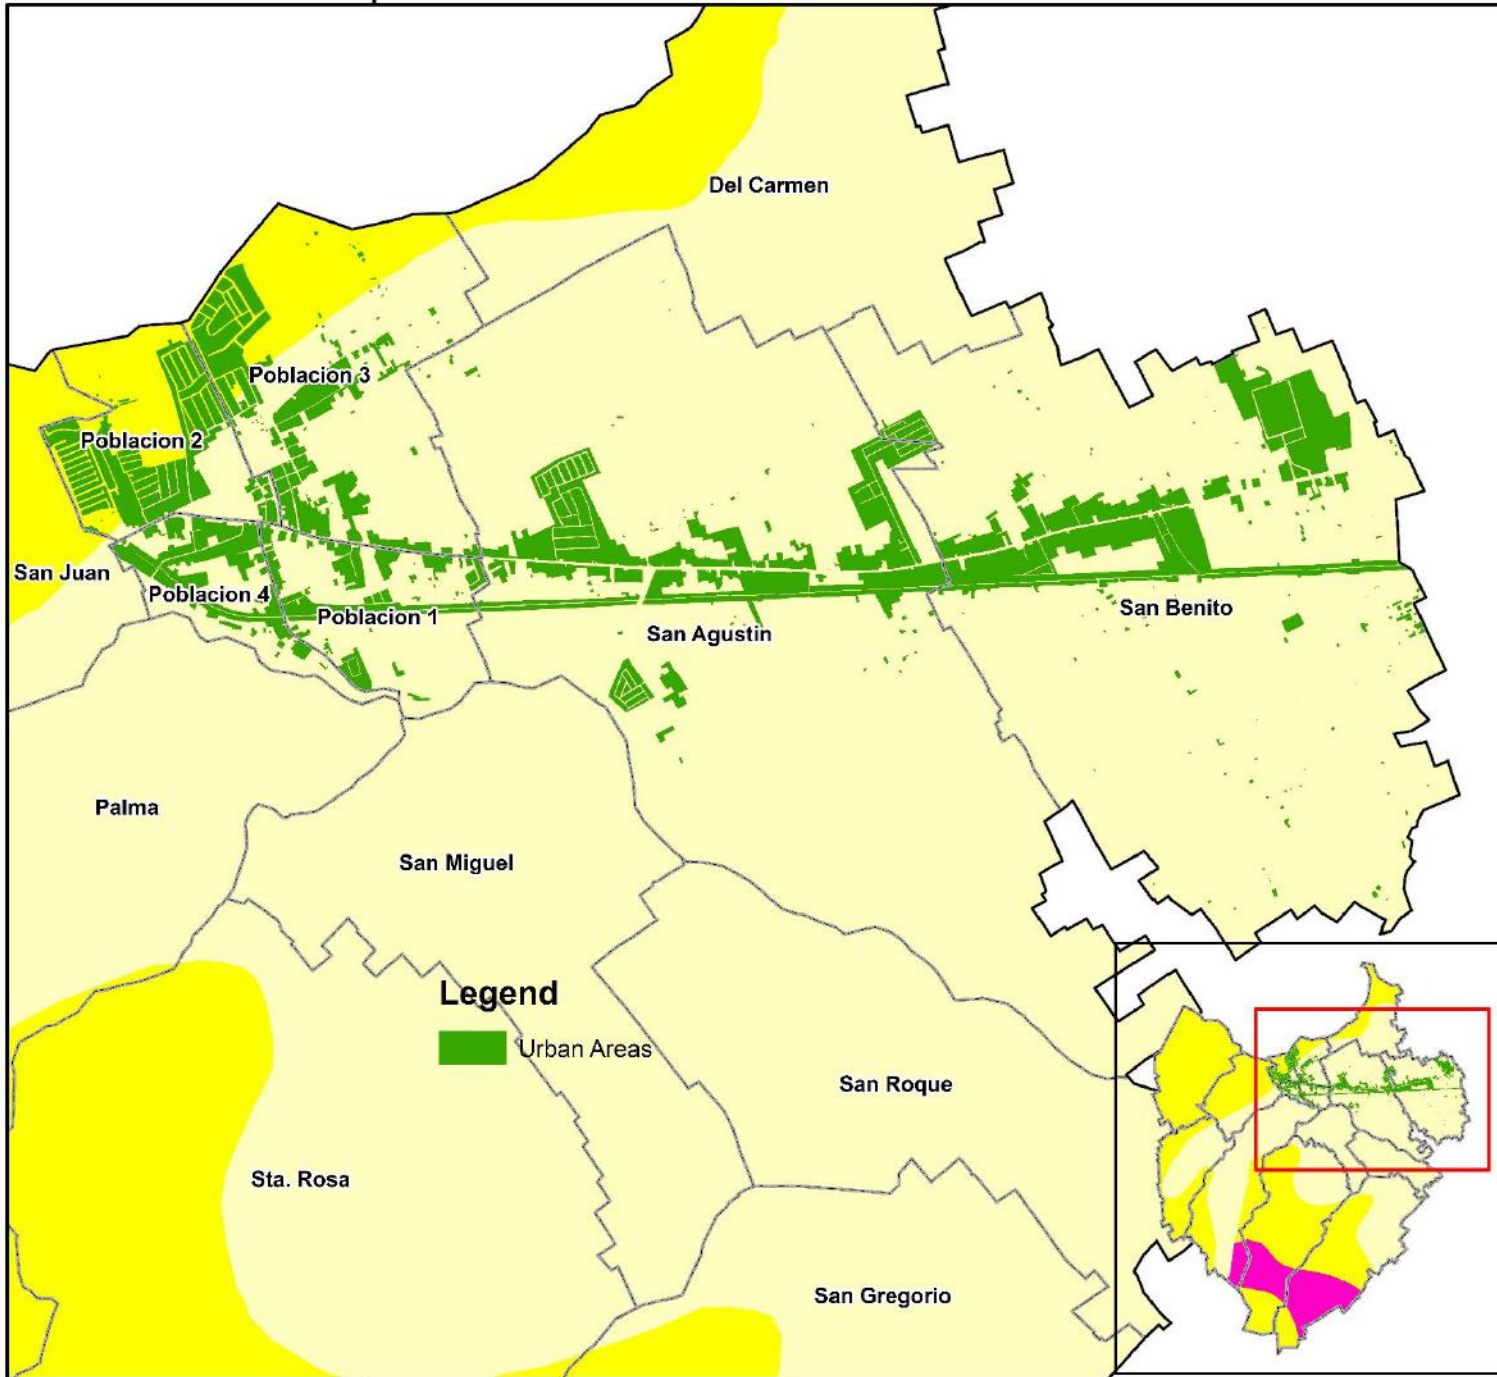 Del Carmen
Poblacion 3
Poblacion 2
San Juan
Poblacion 4
Poblacion 1
San Agustin
San Benito
Palma
San Miguel
Legend
Urban Areas
San Roque
Sta. Rosa
San Gregorio